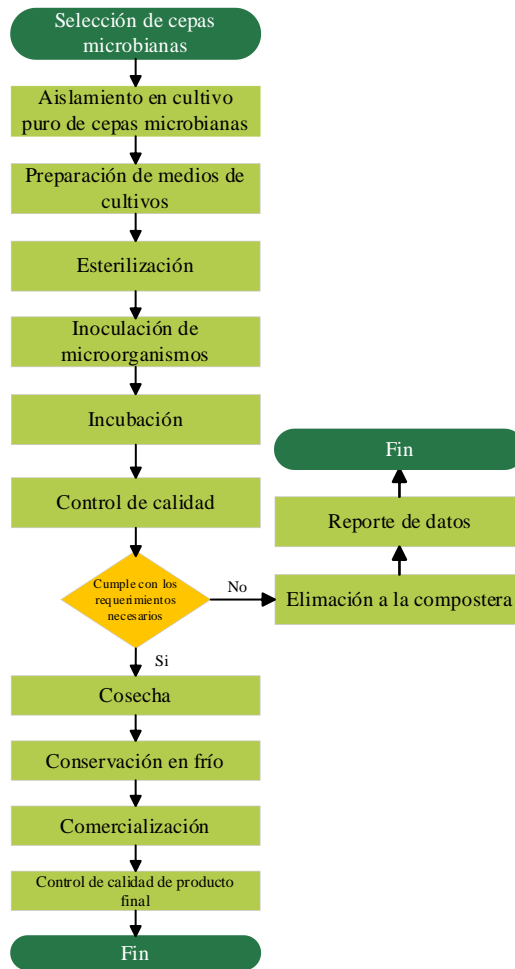 Selección de cepas
microbianas
Aislamiento en cultivo
puro de cepas microbianas
Preparación de medios de
cultivos
Esterilización
Inoculación de
microorganismos
Incubación
Control de calidad
Cumple con los
requerimientos
necesarios
No
Elimación a la compostera
Reporte de datos
Fin
Si
Cosecha
Conservación en frío
Comercialización
Control de calidad de producto
final
Fin